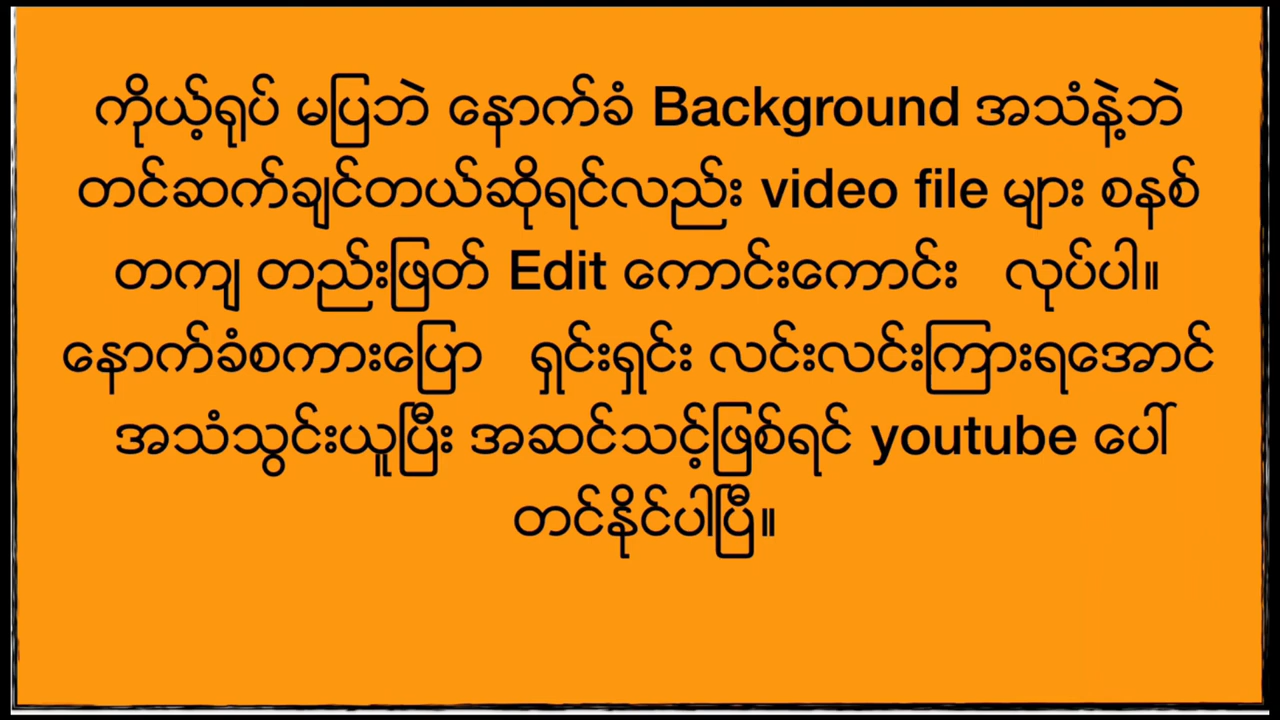 ကိုယ့်ရုပ် မပြဘဲ နောက်ခံ Background အသံနဲ့ဘဲ
တင်ဆက်ချင်တယ်ဆိုရင်လည်း video file များ စနစ်
တကျ တည်းဖြတ် Edit ကောင်းကောင်း လုပ်ပါ။
နောက်ခံစကားပြော ရှင်းရှင်း လင်းလင်းကြားရအောင်
အသံသွင်းယူပြီး အဆင်သင့်ဖြစ်ရင် youtube ပေါ်
တင်နိုင်ပါပြီ။